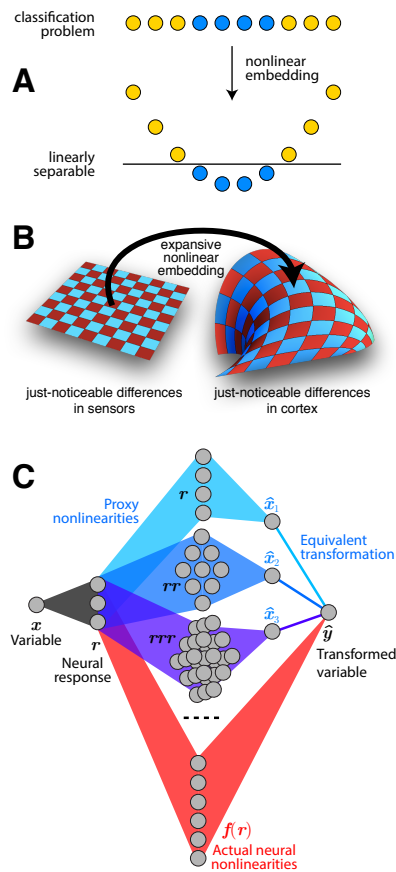 classification
problem
nonlinear
embedding
A
linearly
separable
B
expansive
nonlinear
embedding
just-noticeable differences
in sensors
just-noticeable differences
in cortex
C
Proxy
nonlinearities
r
x̂₁
Equivalent
transformation
rr
x̂₂
x
Variable
r
Neural
response
rrr
x̂₃
ŷ
Transformed
variable
f(r)
Actual neural
nonlinearities